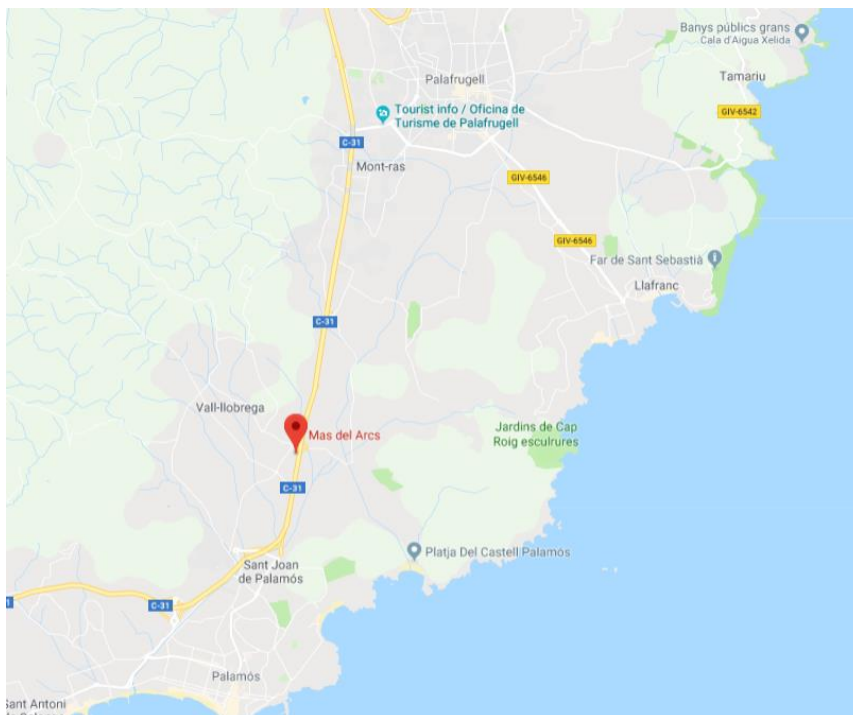 Banys públics grans
Cala d'Aigua Xelida
Tamariu
Palafrugell
Tourist info / Oficina de
Turisme de Palafrugell
GIV-6542
C-31
Mont-ras
GIV-6546
GIV-6546
Far de Sant Sebastià
Llafranc
C-31
Vall-llobrega
Mas del Arcs
Jardins de Cap
Roig esculrures
C-31
Platja Del Castell Palamós
Sant Joan
de Palamós
C-31
Palamós
Sant Antoni